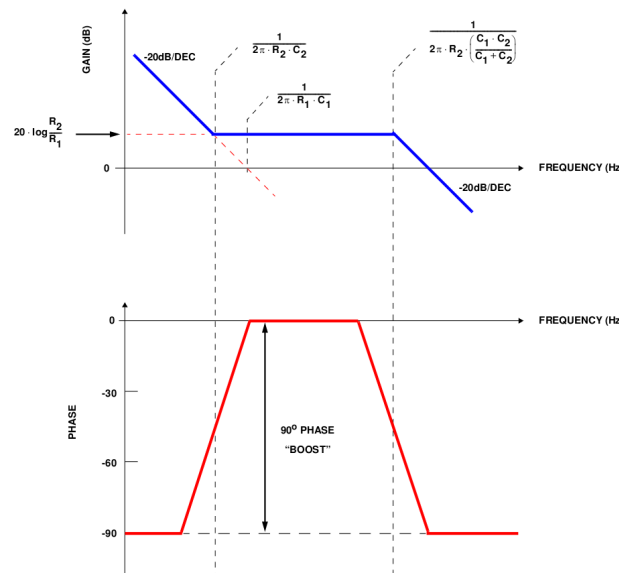 GAIN (dB)
-20dB/DEC
1
2π · R2 · C2
1
2π · R1 · C1
1
2π · R2 · (C1 · C2
C1 + C2)
20 · log R2
R1
0
FREQUENCY (Hz
-20dB/DEC
PHASE
0
FREQUENCY (Hz
-30
90º PHASE
“BOOST”
-60
-90